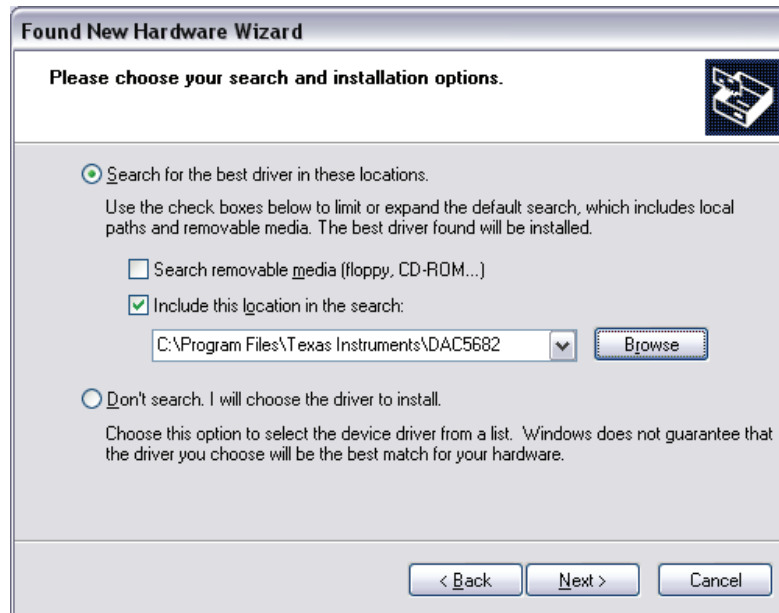 Found New Hardware Wizard
Please choose your search and installation options.
Search for the best driver in these locations.
Use the check boxes below to limit or expand the default search, which includes local
paths and removable media. The best driver found will be installed.
Search removable media (floppy, CD-ROM...)
Include this location in the search:
C:\Program Files\Texas Instruments\DAC5682
Browse
Don't search. I will choose the driver to install.
Choose this option to select the device driver from a list. Windows does not guarantee that
the driver you choose will be the best match for your hardware.
< Back Next > Cancel